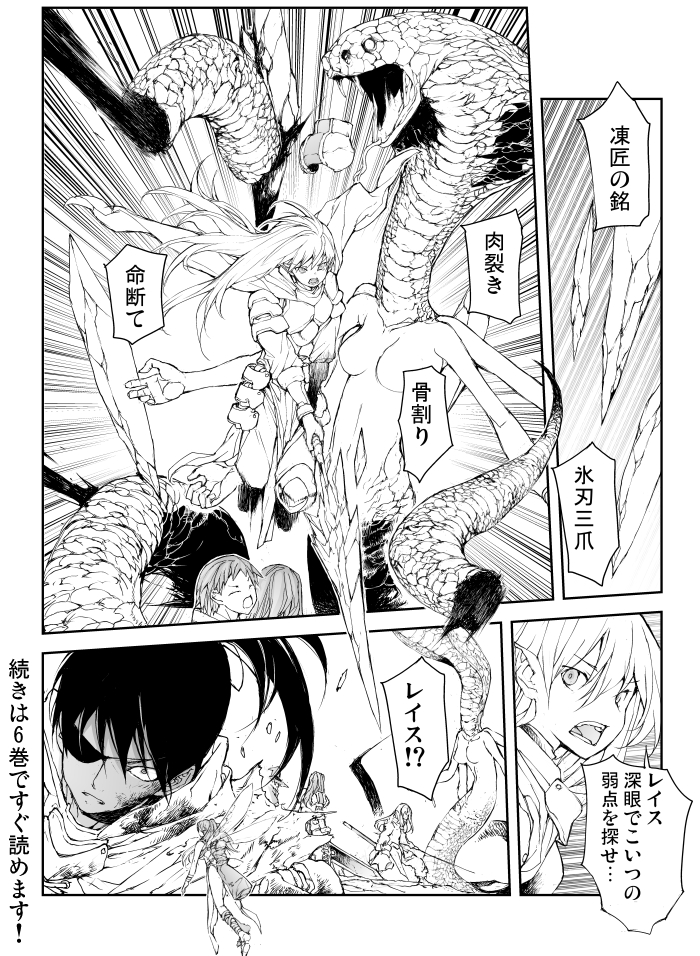 凍匠の銘
氷刃三爪
肉裂き
骨割り
命断て
レイス
深眼でこいつの
弱点を探せ…
レイス!?
続きは6巻ですぐ読めます！